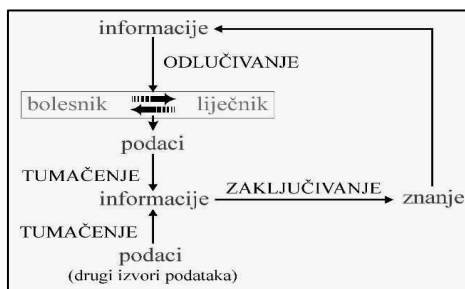 informacije
ODLUČIVANJE
bolesnik liječnik
podaci
TUMAČENJE
informacije ZAKLJUČIVANJE znanje
TUMAČENJE
podaci
(drugi izvori podataka)